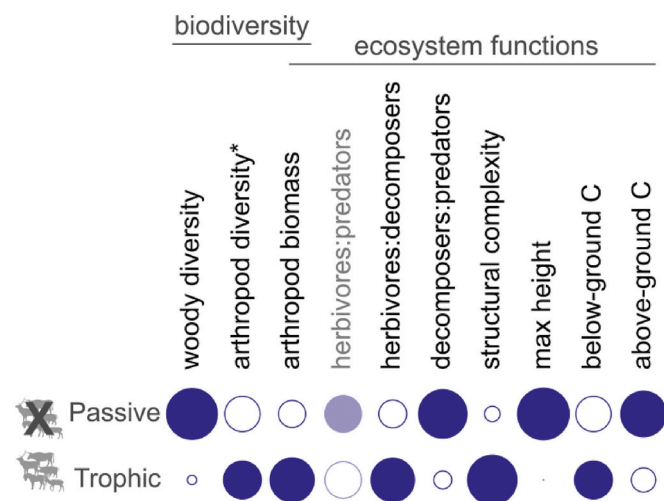 biodiversity
ecosystem functions
woody diversity
arthropod diversity*
arthropod biomass
herbivores:predators
herbivores:decomposers
decomposers:predators
structural complexity
max height
below-ground C
above-ground C
X Passive
Trophic